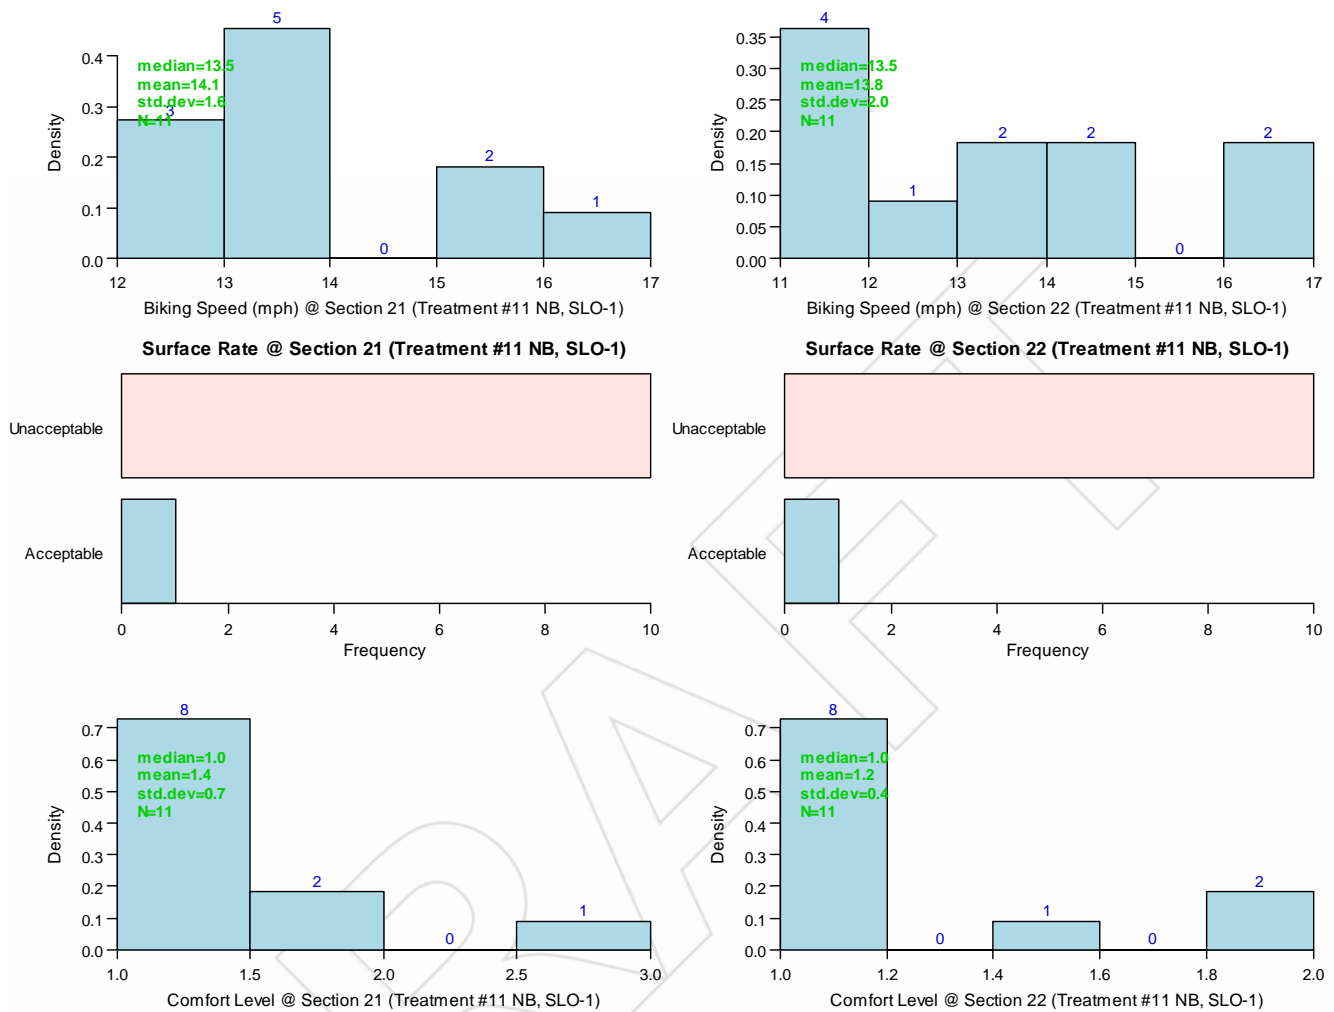 5
0.4
0.3
0.2
0.1
0.0
Density
median=13.5
mean=14.1
std.dev=1.6
N=11
3
0
2
1
12 13 14 15 16 17
Biking Speed (mph) @ Section 21 (Treatment #11 NB, SLO-1)
4
0.35
0.30
0.25
0.20
0.15
0.10
0.05
0.00
Density
median=13.5
mean=13.8
std.dev=2.0
N=11
1
2
2
0
2
11 12 13 14 15 16 17
Biking Speed (mph) @ Section 22 (Treatment #11 NB, SLO-1)
Surface Rate @ Section 21 (Treatment #11 NB, SLO-1)
Unacceptable
Acceptable
0 2 4 6 8 10
Frequency
Surface Rate @ Section 22 (Treatment #11 NB, SLO-1)
Unacceptable
Acceptable
0 2 4 6 8 10
Frequency
8
0.7
0.6
0.5
0.4
0.3
0.2
0.1
0.0
Density
median=1.0
mean=1.4
std.dev=0.7
N=11
2
0
1
1.0 1.5 2.0 2.5 3.0
Comfort Level @ Section 21 (Treatment #11 NB, SLO-1)
8
0.7
0.6
0.5
0.4
0.3
0.2
0.1
0.0
Density
median=1.0
mean=1.2
std.dev=0.4
N=11
0
1
0
2
1.0 1.2 1.4 1.6 1.8 2.0
Comfort Level @ Section 22 (Treatment #11 NB, SLO-1)